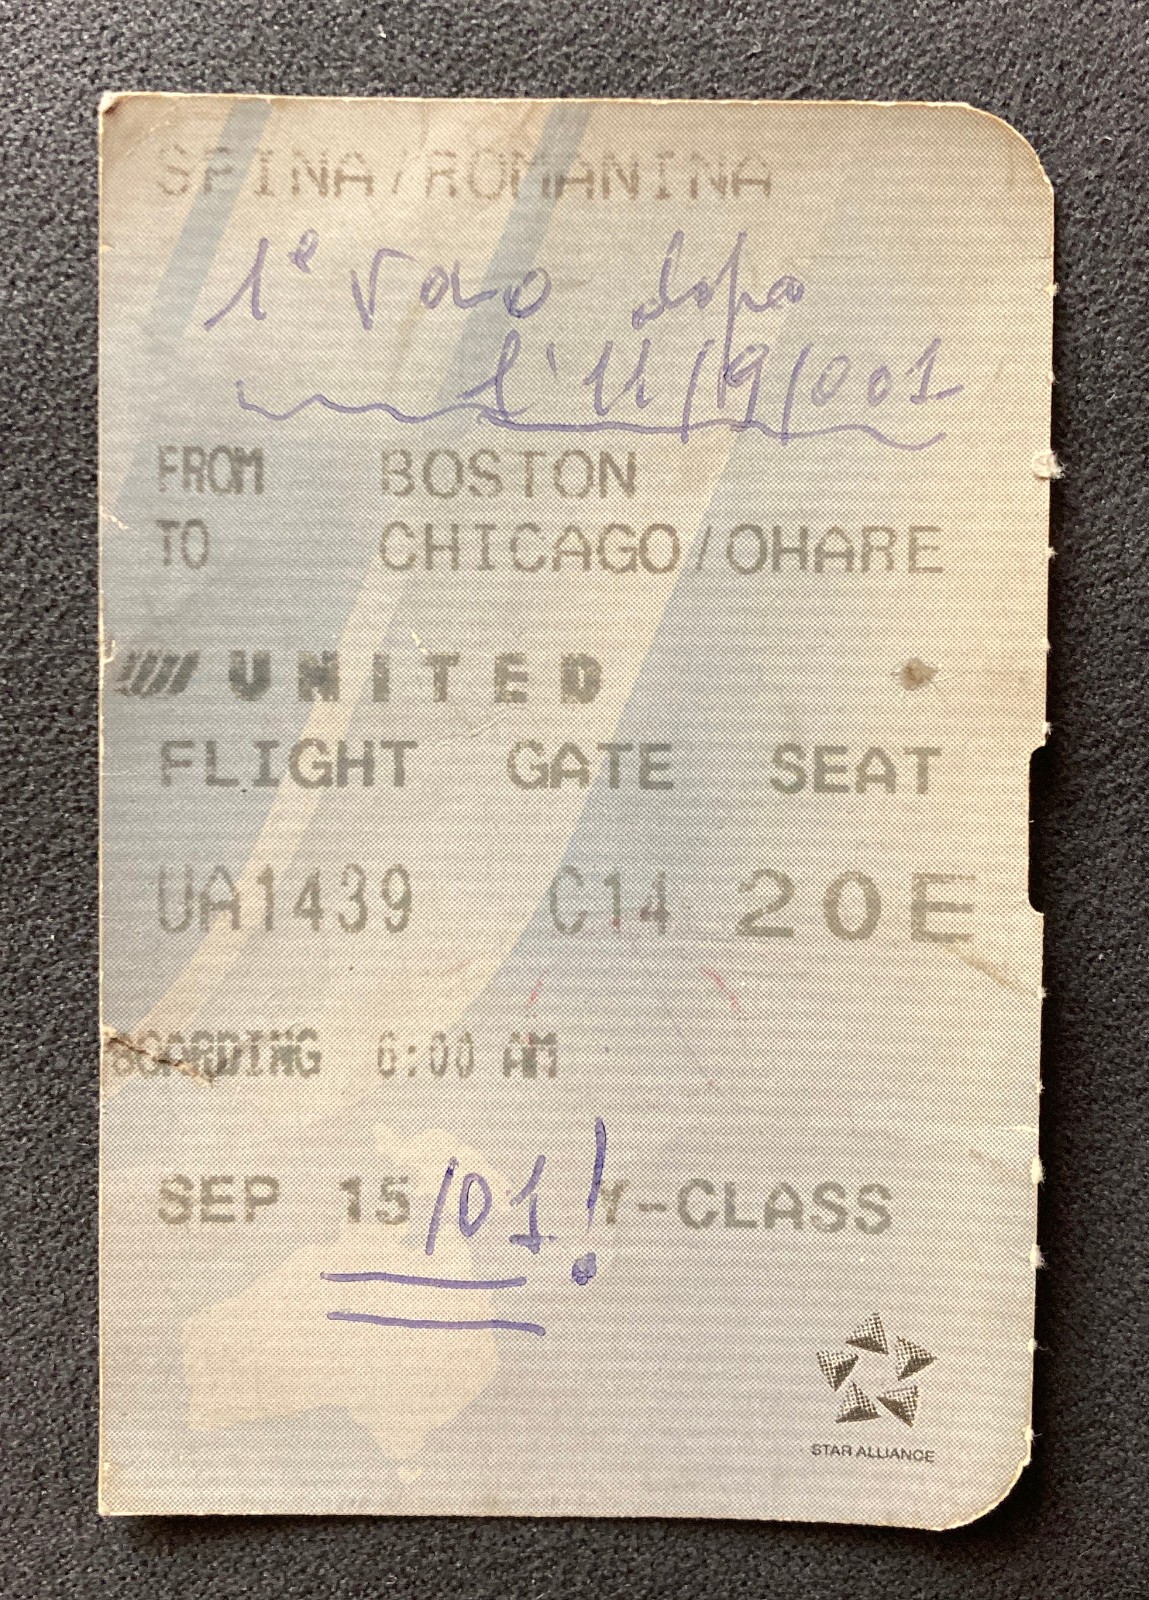 SPINA/ROMANINA
1º volo dopo
l'11/9/001
FROM BOSTON
TO CHICAGO/OHARE
UNITED
FLIGHT GATE SEAT
UA1439 C14 20E
BOARDING 6:00 AM
SEP 15/01! Y-CLASS
STAR ALLIANCE